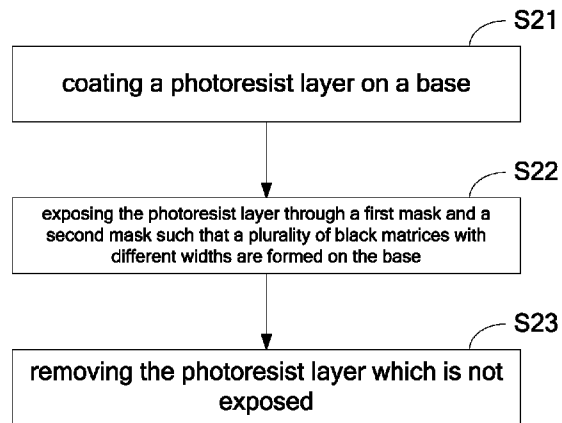 S21
coating a photoresist layer on a base
S22
exposing the photoresist layer through a first mask and a
second mask such that a plurality of black matrices with
different widths are formed on the base
S23
removing the photoresist layer which is not
exposed